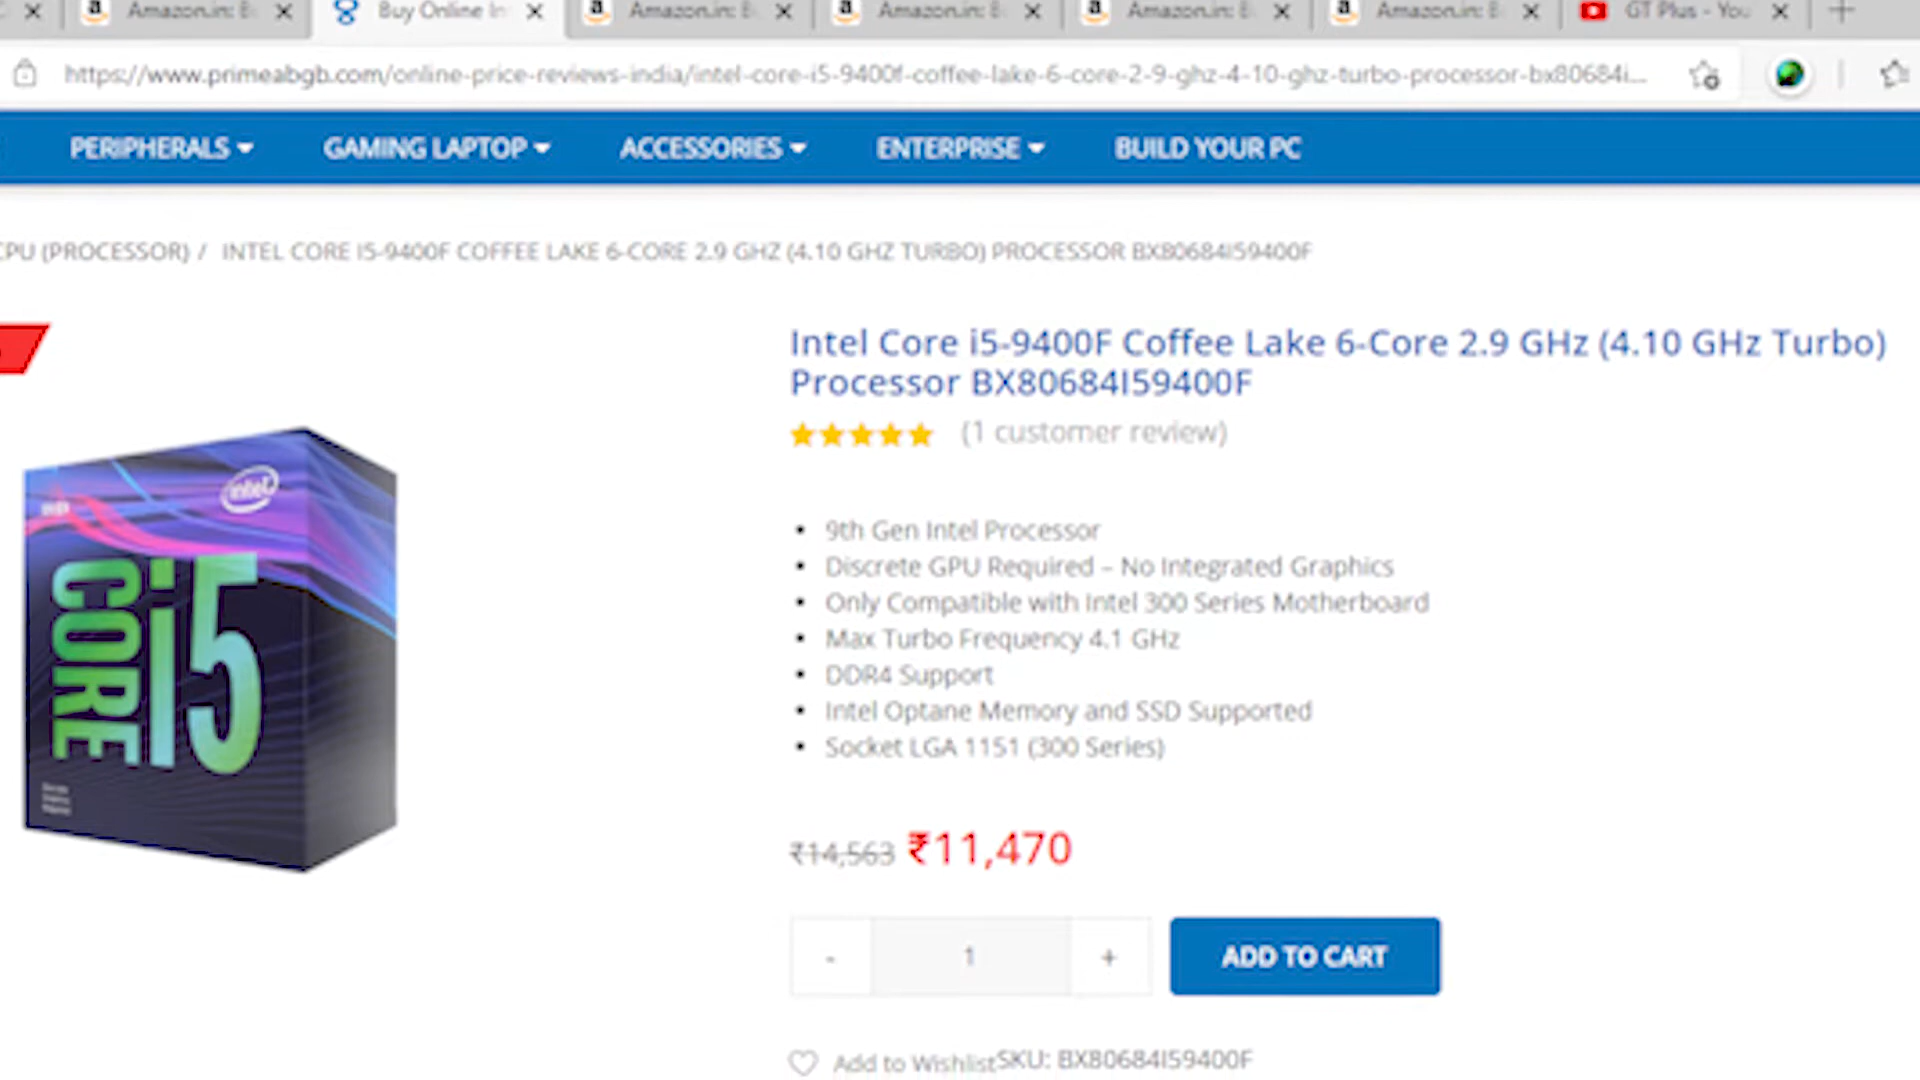 Amazon.in: B
Buy Online In
Amazon.in: B
Amazon.in: B
Amazon.in: B
Amazon.in: B
GT Plus - You
https://www.primeabgb.com/online-price-reviews-india/intel-core-i5-9400f-coffee-lake-6-core-2-9-ghz-4-10-ghz-turbo-processor-bx80684i...
PERIPHERALS
GAMING LAPTOP
ACCESSORIES
ENTERPRISE
BUILD YOUR PC
CPU (PROCESSOR) / INTEL CORE I5-9400F COFFEE LAKE 6-CORE 2.9 GHZ (4.10 GHZ TURBO) PROCESSOR BX80684I59400F
Intel Core i5-9400F Coffee Lake 6-Core 2.9 GHz (4.10 GHz Turbo)
Processor BX80684I59400F
(1 customer review)
intel
CORE i5
• 9th Gen Intel Processor
• Discrete GPU Required – No Integrated Graphics
• Only Compatible with Intel 300 Series Motherboard
• Max Turbo Frequency 4.1 GHz
• DDR4 Support
• Intel Optane Memory and SSD Supported
• Socket LGA 1151 (300 Series)
₹14,563 ₹11,470
- 1 +
ADD TO CART
Add to Wishlist SKU: BX80684I59400F